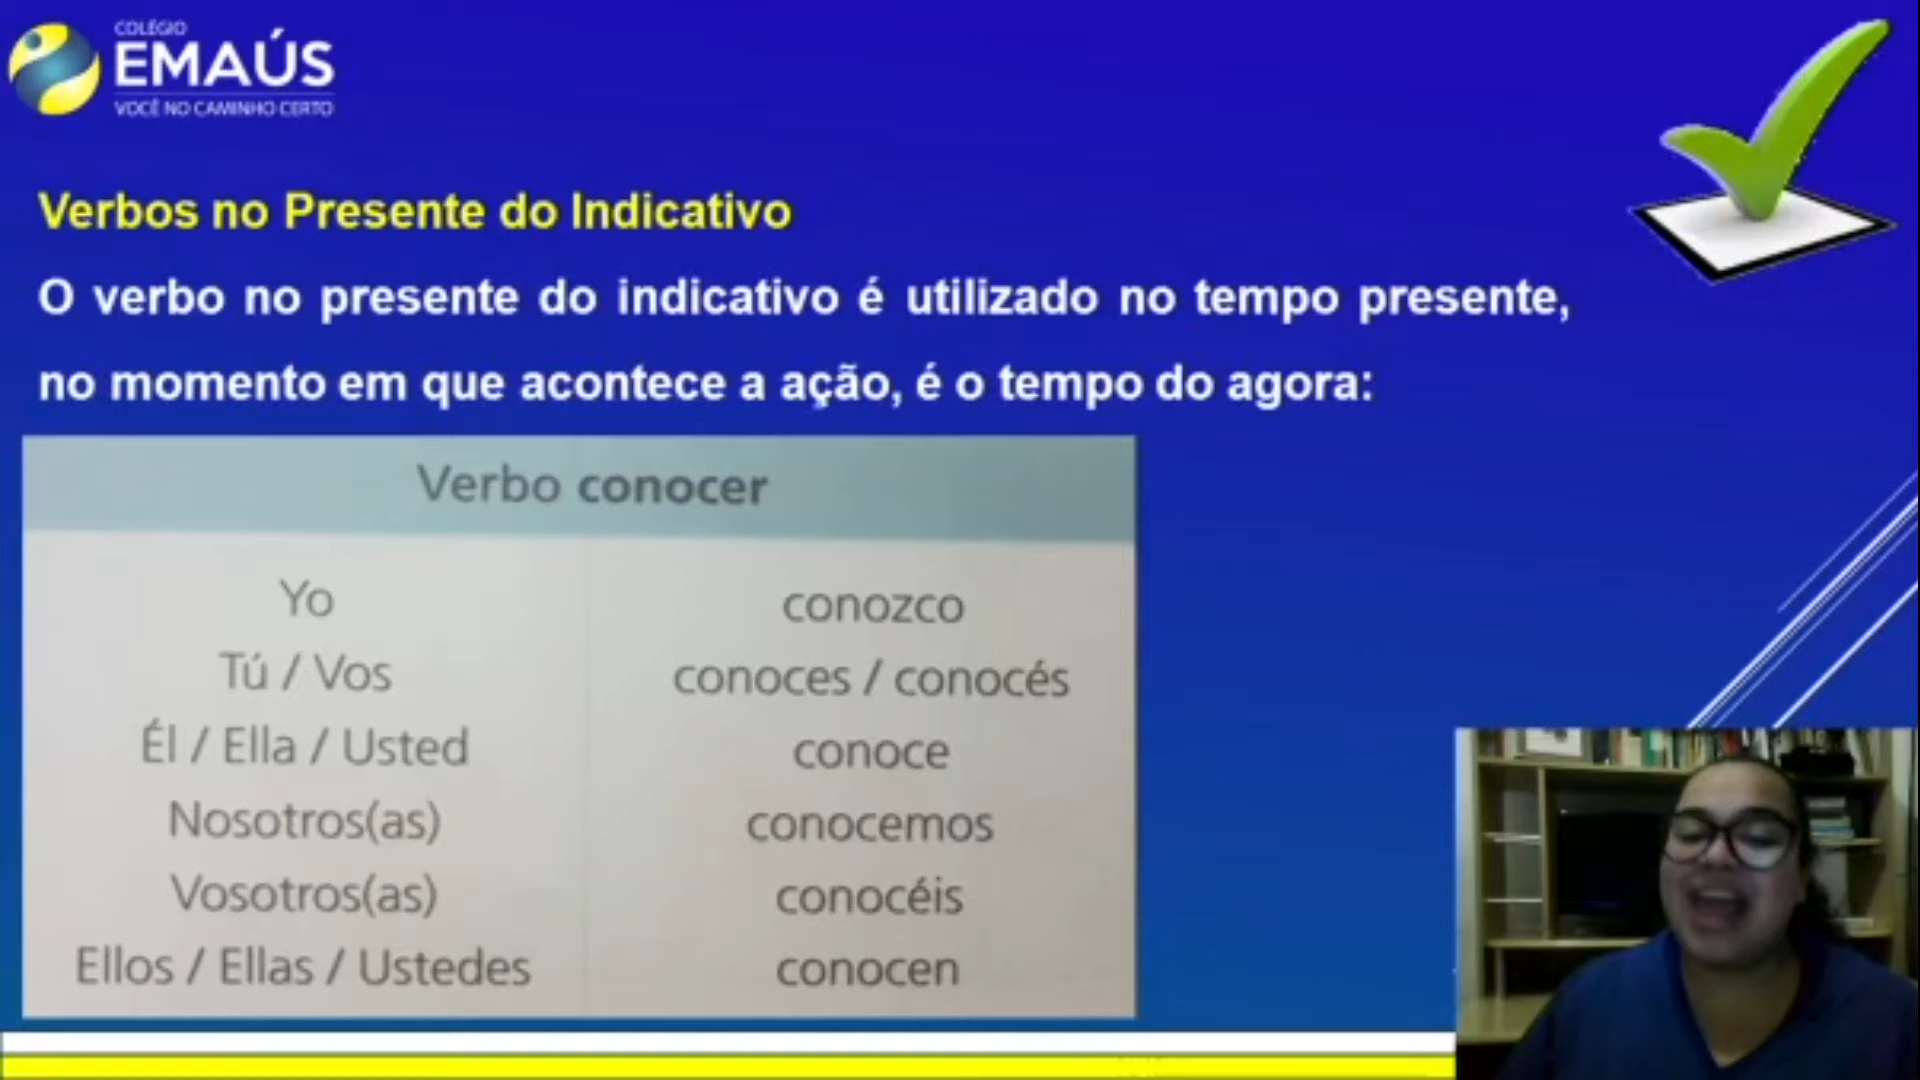 COLÉGIO
EMAÚS
VOCÊ NO CAMINHO CERTO
Verbos no Presente do Indicativo
O verbo no presente do indicativo é utilizado no tempo presente,
no momento em que acontece a ação, é o tempo do agora:
Verbo conocer
Yo conozco
Tú / Vos conoces / conocés
Él / Ella / Usted conoce
Nosotros(as) conocemos
Vosotros(as) conocéis
Ellos / Ellas / Ustedes conocen